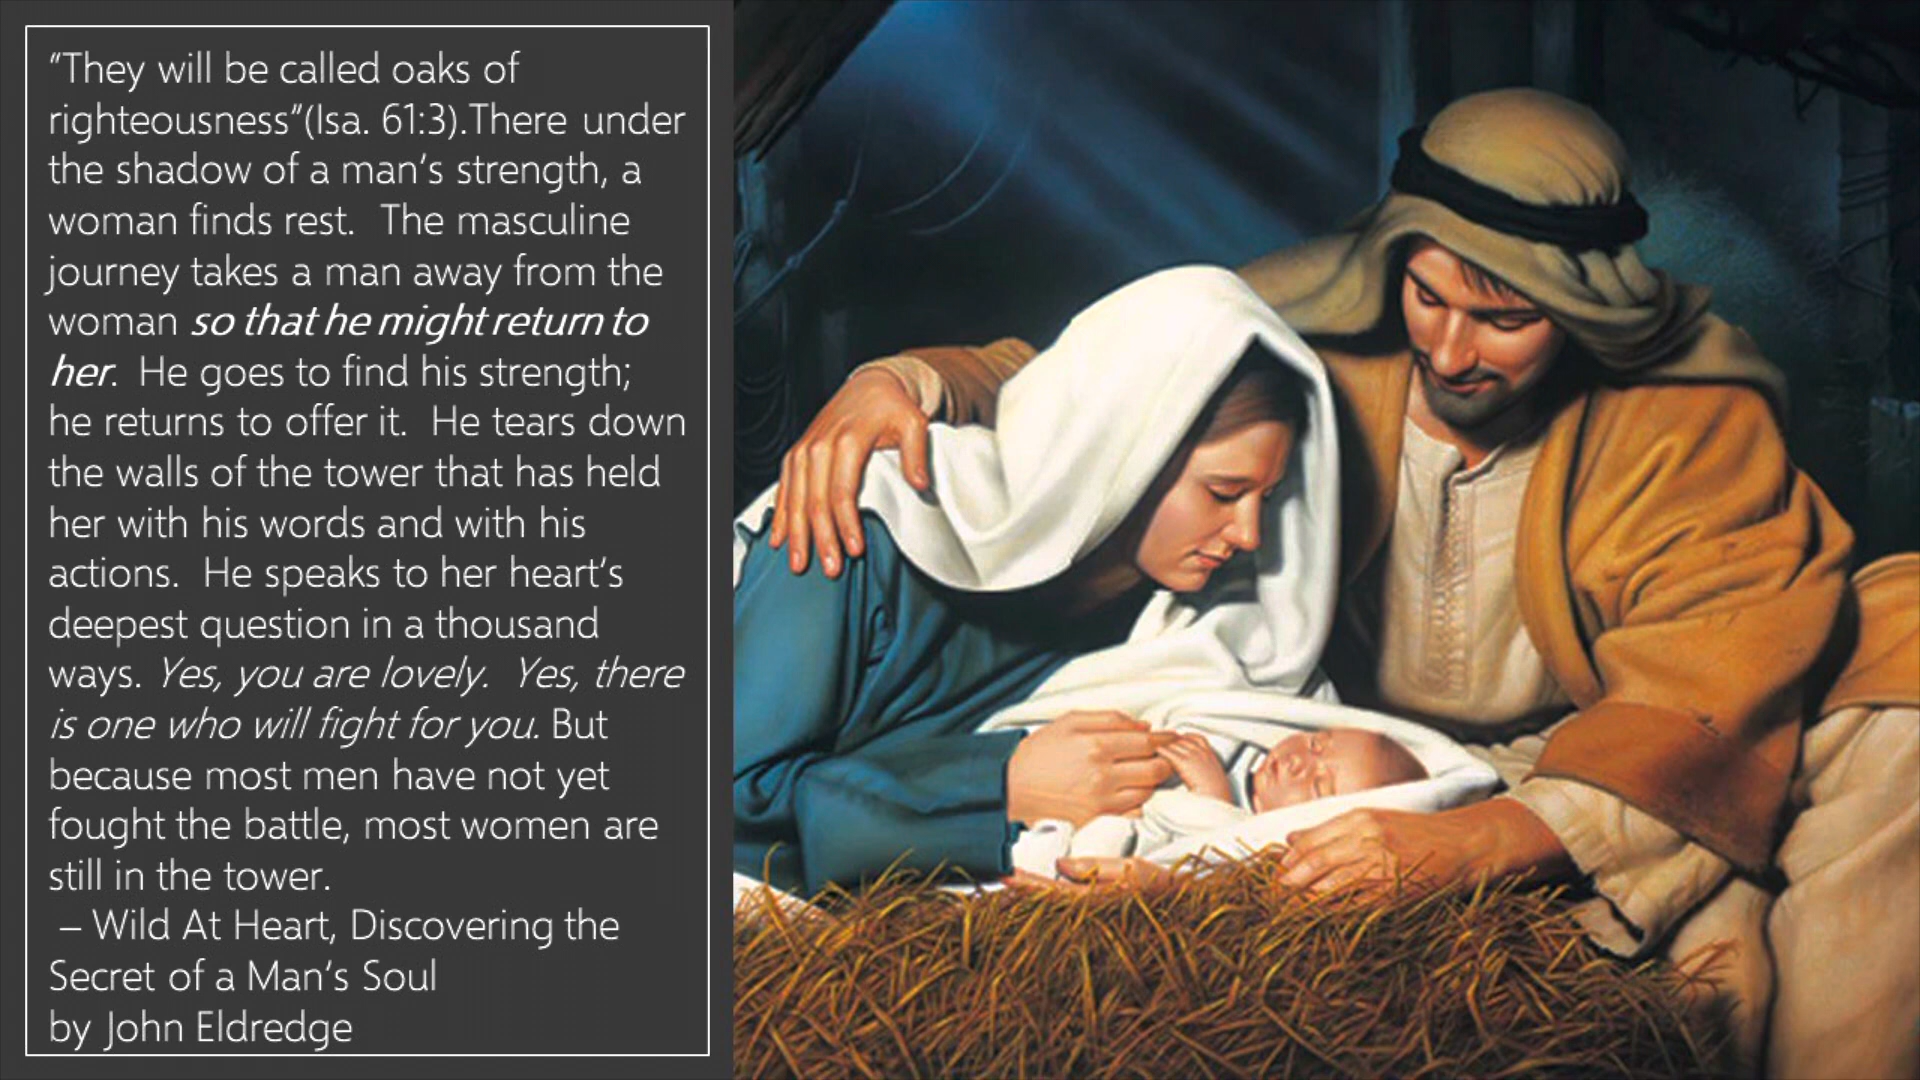 "They will be called oaks of
righteousness"(Isa. 61:3).There under
the shadow of a man's strength, a
woman finds rest.  The masculine
journey takes a man away from the
woman so that he might return to
her.  He goes to find his strength;
he returns to offer it.  He tears down
the walls of the tower that has held
her with his words and with his
actions.  He speaks to her heart's
deepest question in a thousand
ways. Yes, you are lovely.  Yes, there
is one who will fight for you. But
because most men have not yet
fought the battle, most women are
still in the tower.
– Wild At Heart, Discovering the
Secret of a Man's Soul
by John Eldredge